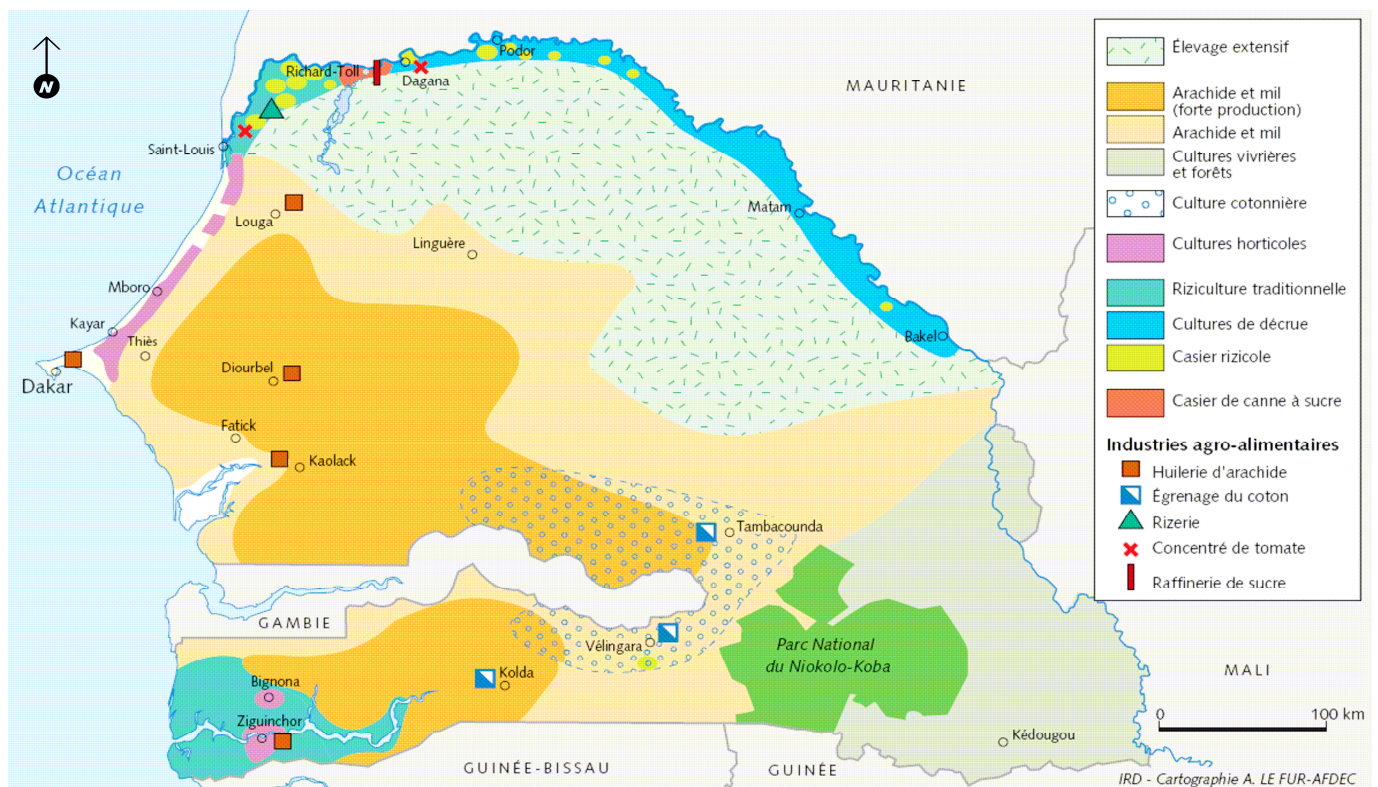 N
Océan
Atlantique
MAURITANIE
Podor
Richard-Toll
Dagana
Saint-Louis
Louga
Linguère
Matam
Mboro
Kayar
Thiès
Dakar
Diourbel
Bakel
Fatick
Kaolack
Tambacounda
GAMBIE
Vélingara
Parc National
du Niokolo-Koba
Kolda
Bignona
Ziguinchor
MALI
Kédougou
GUINÉE-BISSAU
GUINÉE
Élevage extensif
Arachide et mil
(forte production)
Arachide et mil
Cultures vivrières
et forêts
Culture cotonnière
Cultures horticoles
Riziculture traditionnelle
Cultures de décrue
Casier rizicole
Casier de canne à sucre
Industries agro-alimentaires
Huilerie d'arachide
Égrenage du coton
Rizerie
Concentré de tomate
Raffinerie de sucre
0 100 km
IRD - Cartographie A. LE FUR-AFDEC